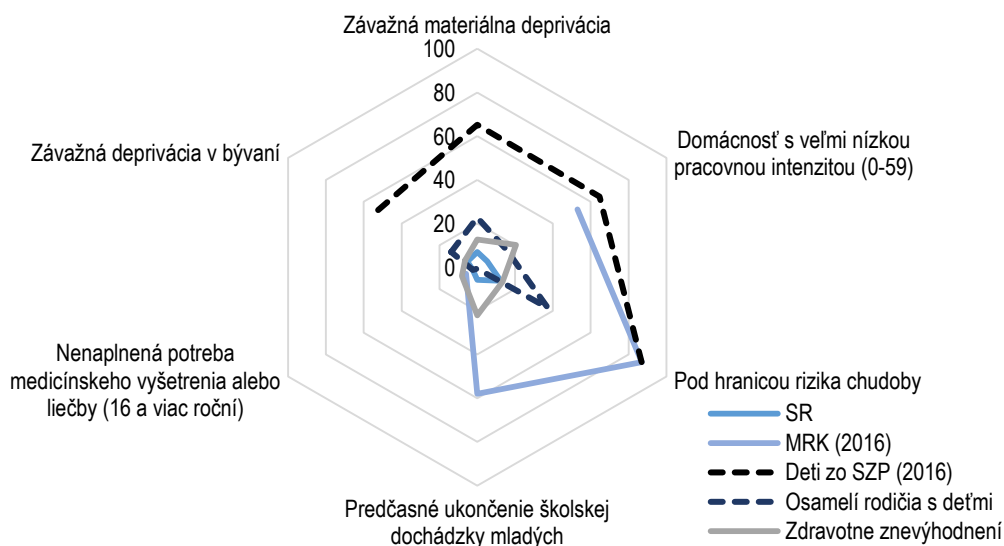 Závažná materiálna deprivácia
100
80
60
40
20
0
Domácnosť s veľmi nízkou
pracovnou intenzitou (0-59)
Pod hranicou rizika chudoby
Predčasné ukončenie školskej
dochádzky mladých
Nenaplnená potreba
medicínskeho vyšetrenia alebo
liečby (16 a viac roční)
Závažná deprivácia v bývaní
SR
MRK (2016)
Deti zo SZP (2016)
Osamelí rodičia s deťmi
Zdravotne znevýhodnení